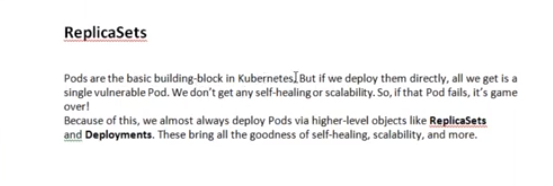 ReplicaSets
Pods are the basic building-block in Kubernetes. But if we deploy them directly, all we get is a
single vulnerable Pod. We don't get any self-healing or scalability. So, if that Pod fails, it's game
over!
Because of this, we almost always deploy Pods via higher-level objects like ReplicaSets
and Deployments. These bring all the goodness of self-healing, scalability, and more.